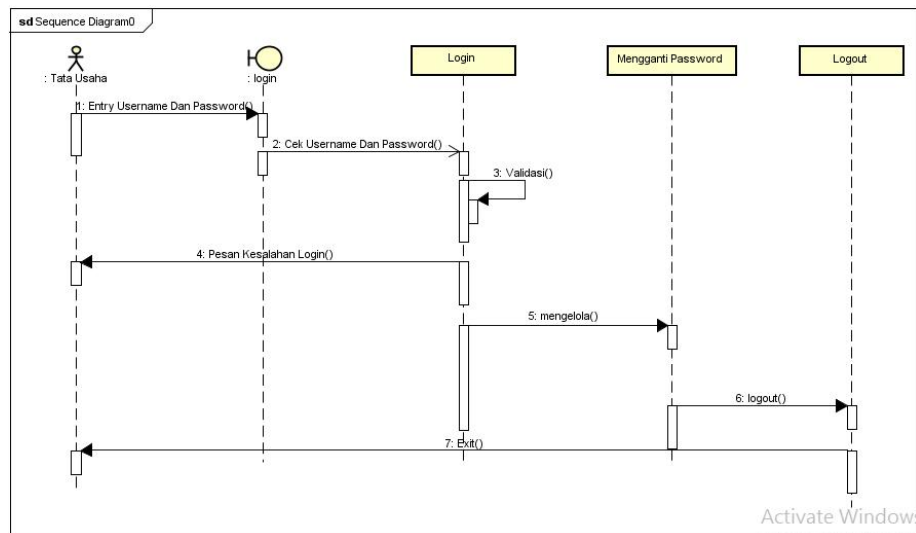 sd Sequence Diagram0
: Tata Usaha
: login
Login
Mengganti Password
Logout
1: Entry Username Dan Password()
2: Cek Username Dan Password()
3: Validasi()
4: Pesan Kesalahan Login()
5: mengelola()
6: logout()
7: Exit()
Activate Windows